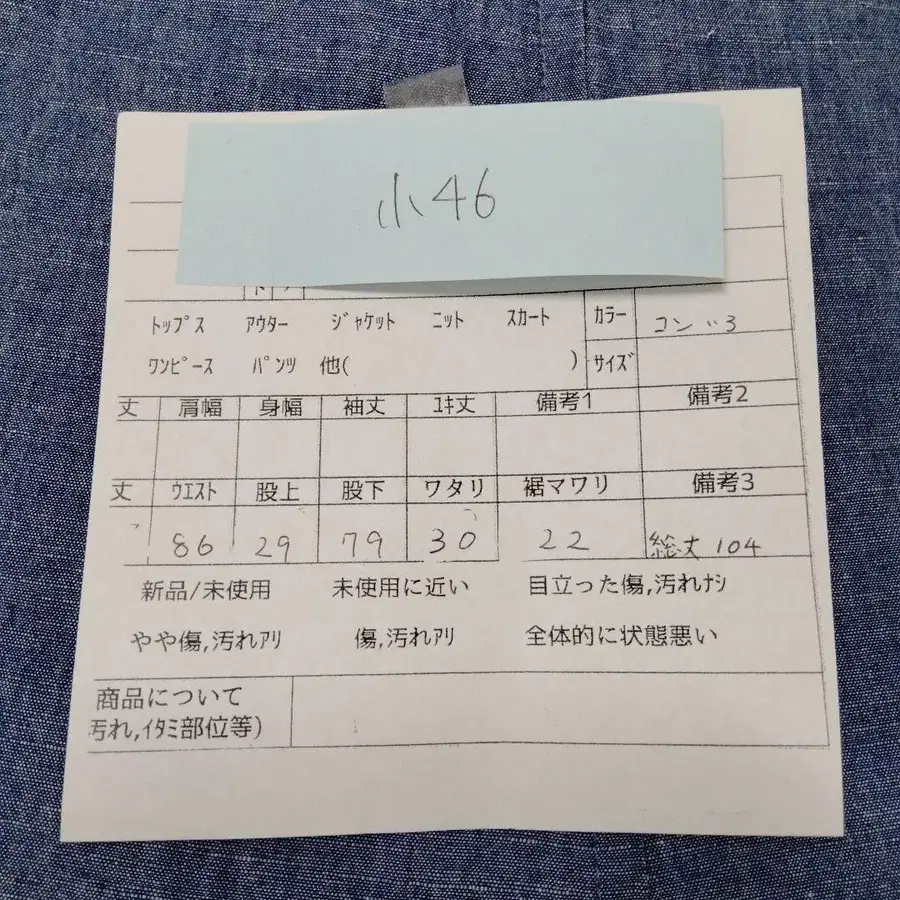 小46
トップス アウター ジャケット ニット スカート カラー コン
ワンピース パンツ 他( ) サイズ
丈 肩幅 身幅 袖丈 ユキ丈 備考1 備考2
丈 ウエスト 股上 股下 ワタリ 裾マワリ 備考3
86 29 79 30 22 総丈 104
新品/未使用 未使用に近い 目立った傷,汚れナシ
やや傷,汚れアリ 傷,汚れアリ 全体的に状態悪い
商品について
汚れ,イタミ部位等)